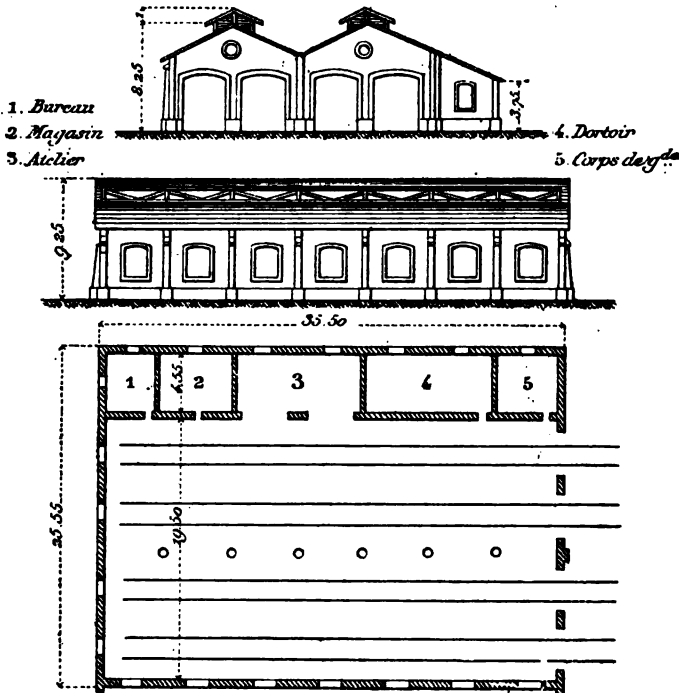 8.25
3.75
1. Bureau
2. Magasin
3. Atelier
4. Dortoir
5. Corps de g^de
9.25
35.50
1 2 3 4 5
4.55
25.55
19.50